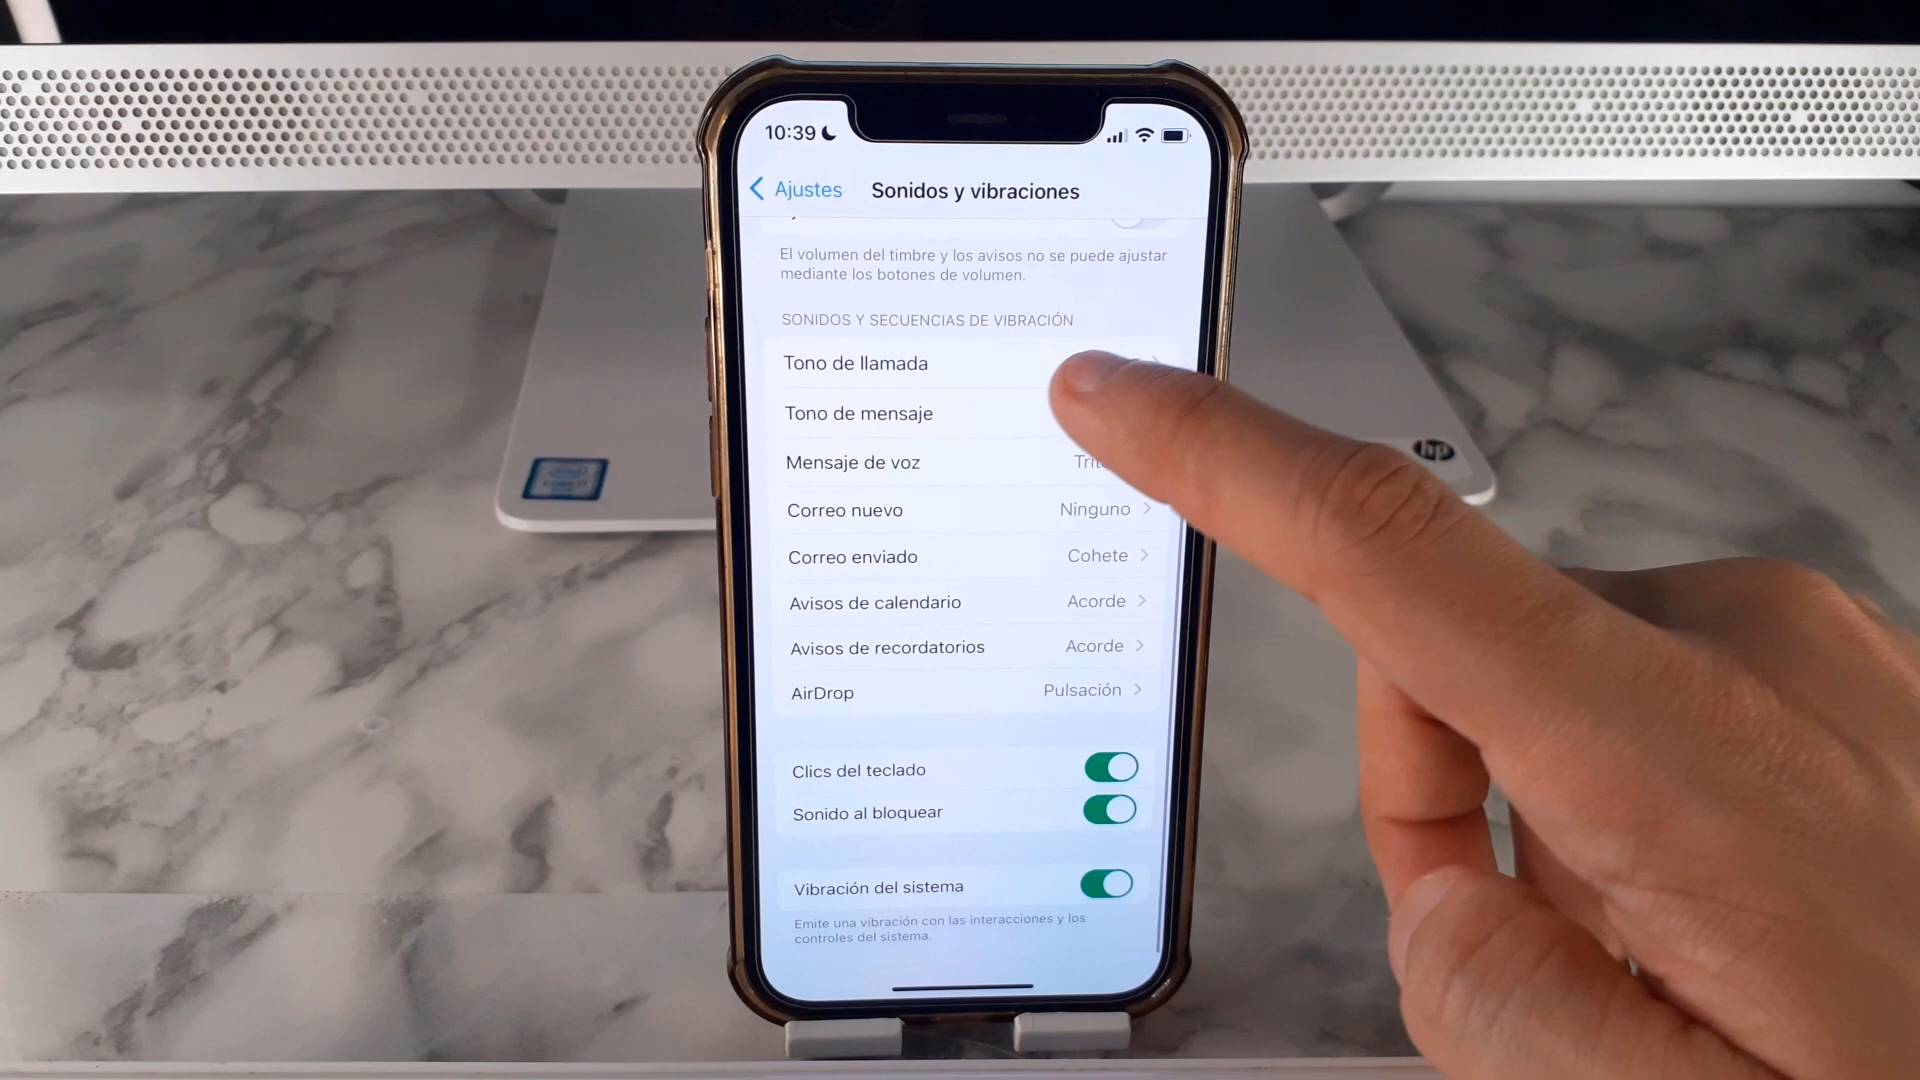 10:39
Ajustes
Sonidos y vibraciones
El volumen del timbre y los avisos no se puede ajustar
mediante los botones de volumen.
SONIDOS Y SECUENCIAS DE VIBRACIÓN
Tono de llamada
Tono de mensaje
Mensaje de voz
Correo nuevo Ninguno
Correo enviado Cohete
Avisos de calendario Acorde
Avisos de recordatorios Acorde
AirDrop Pulsación
Clics del teclado
Sonido al bloquear
Vibración del sistema
Emite una vibración con las interacciones y los
controles del sistema.
hp